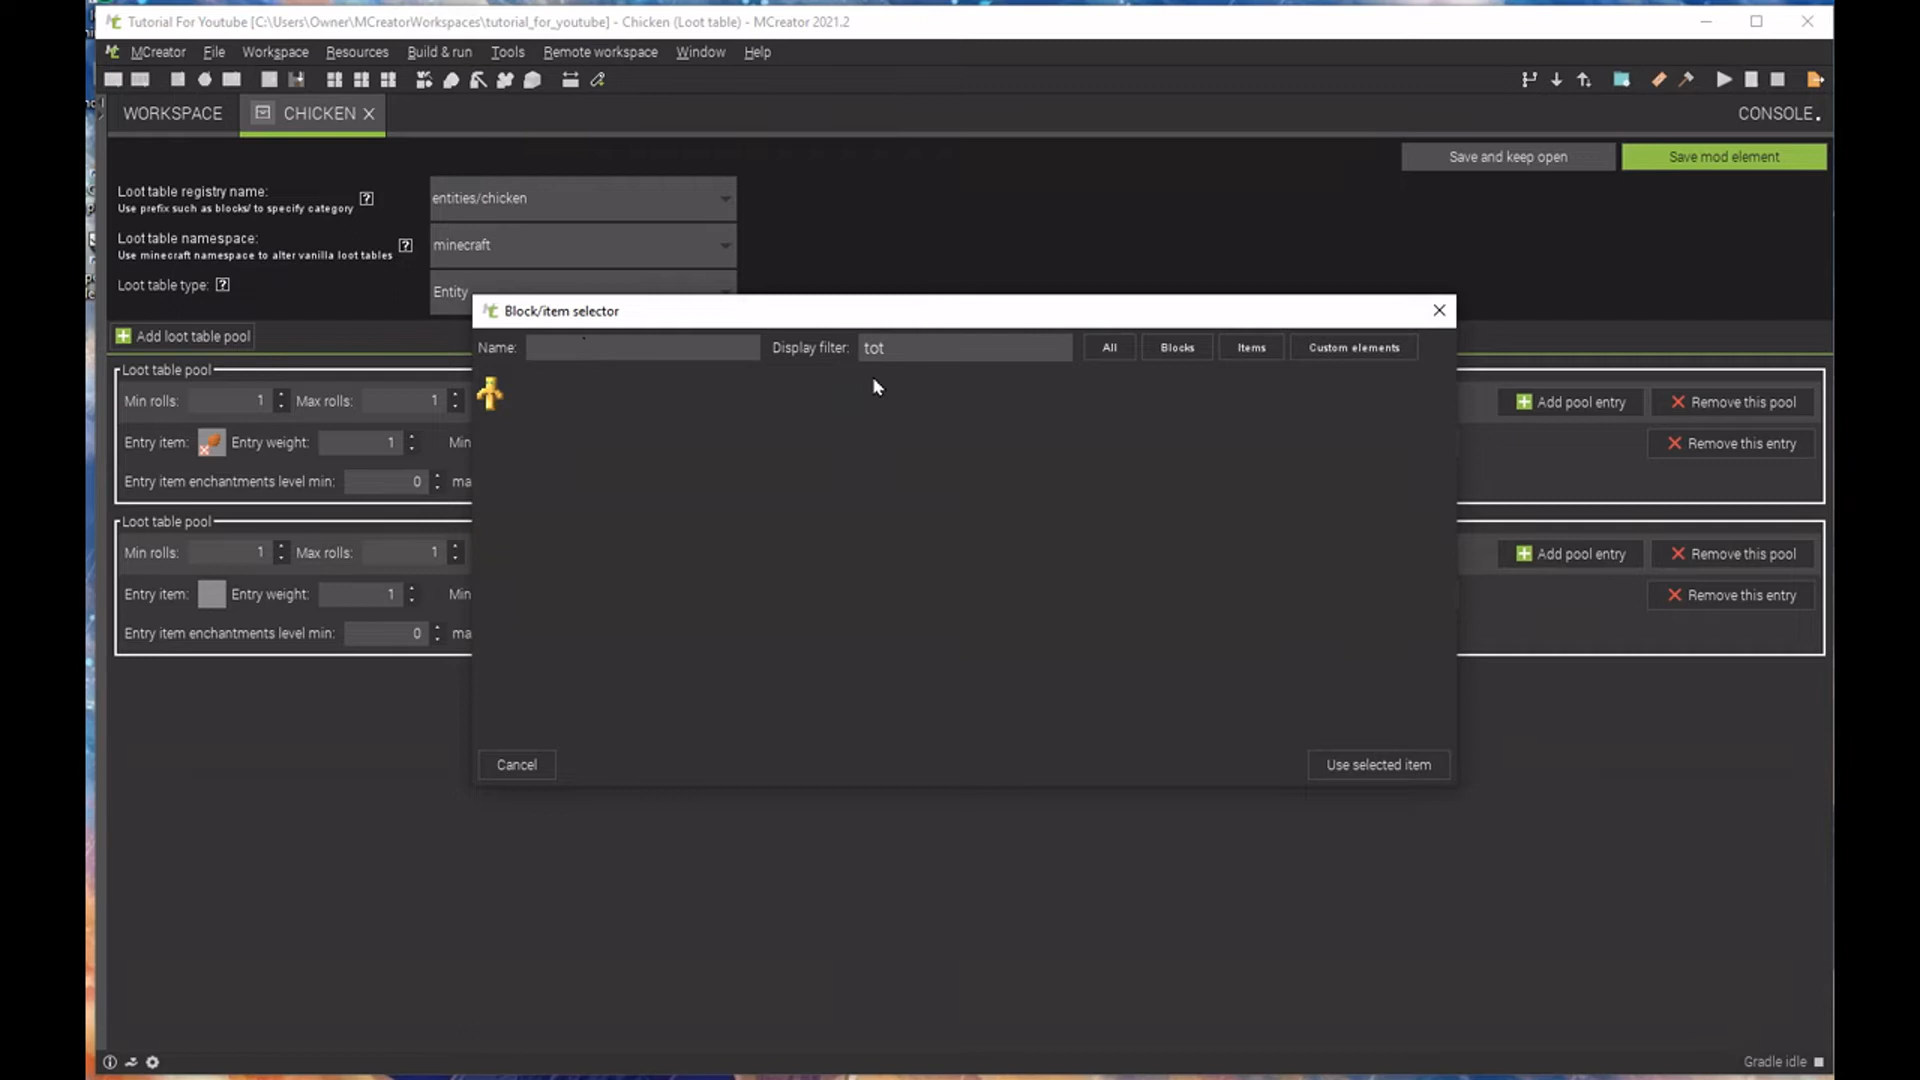 Tutorial For Youtube [C:\Users\Owner\MCreatorWorkspaces\tutorial_for_youtube] - Chicken (Loot table) - MCreator 2021.2
MCreator File Workspace Resources Build & run Tools Remote workspace Window Help
WORKSPACE CHICKEN CONSOLE
Save and keep open Save mod element
Loot table registry name:
Use prefix such as blocks/ to specify category
entities/chicken
Loot table namespace:
Use minecraft namespace to alter vanilla loot tables
minecraft
Loot table type:
Entity
Block/item selector
Add loot table pool
Name: Display filter: tot All Blocks Items Custom elements
Loot table pool
Min rolls: 1 Max rolls: 1 Add pool entry Remove this pool
Entry item: Entry weight: 1 Min Remove this entry
Entry item enchantments level min: 0 ma
Loot table pool
Min rolls: 1 Max rolls: 1 Add pool entry Remove this pool
Entry item: Entry weight: 1 Min Remove this entry
Entry item enchantments level min: 0 ma
Cancel Use selected item
Gradle idle